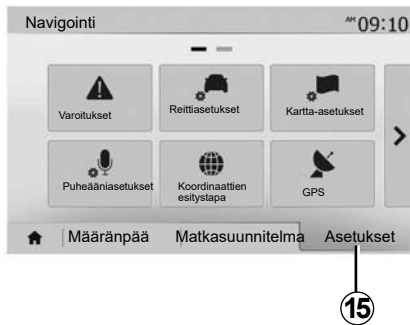 Navigointi AM 09:10
Varoitukset Reittiasetukset Kartta-asetukset
Puheääniasetukset Koordinaattien esitystapa GPS
Määränpää Matkasuunnitelma Asetukset
15